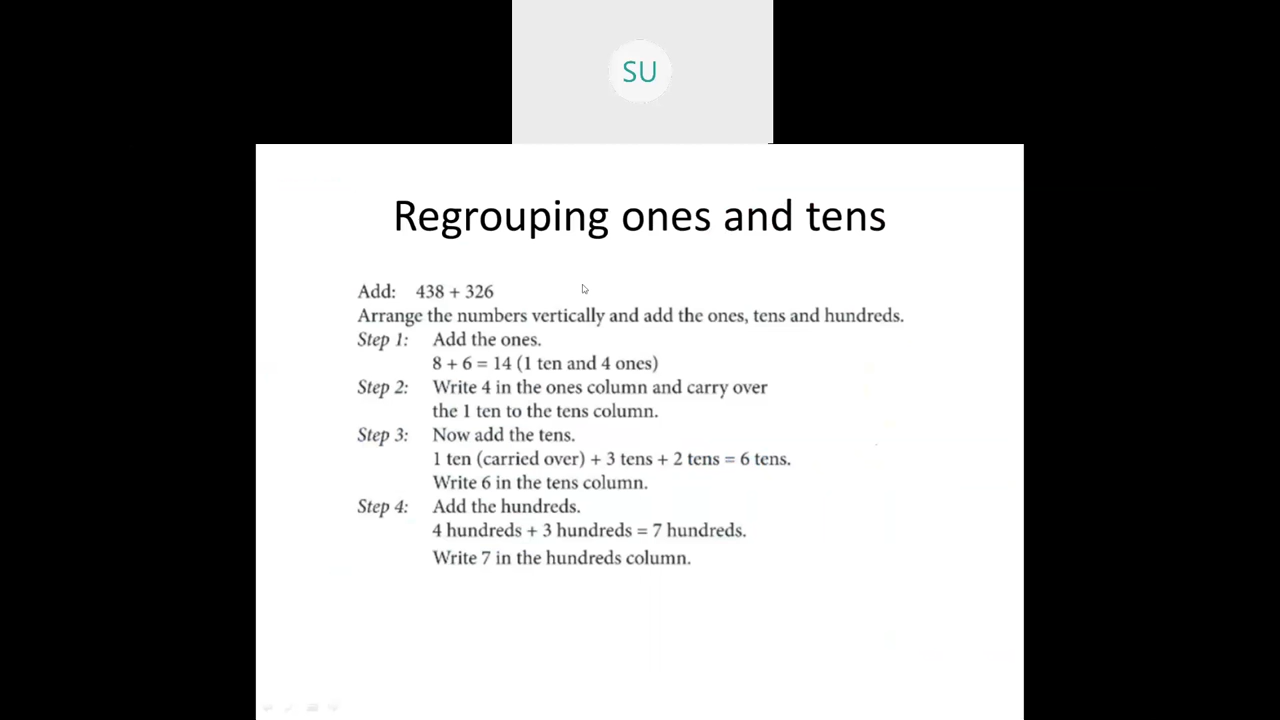 SU
Regrouping ones and tens
Add: 438 + 326
Arrange the numbers vertically and add the ones, tens and hundreds.
Step 1: Add the ones.
8 + 6 = 14 (1 ten and 4 ones)
Step 2: Write 4 in the ones column and carry over
the 1 ten to the tens column.
Step 3: Now add the tens.
1 ten (carried over) + 3 tens + 2 tens = 6 tens.
Write 6 in the tens column.
Step 4: Add the hundreds.
4 hundreds + 3 hundreds = 7 hundreds.
Write 7 in the hundreds column.